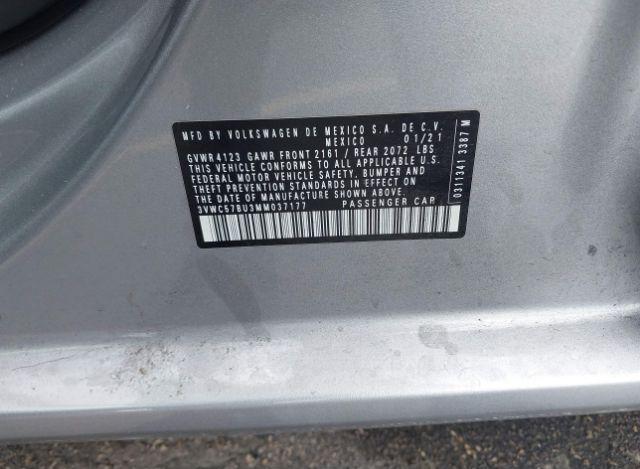 MFD BY VOLKSWAGEN DE MEXICO S.A. DE C.V.
MEXICO 01/21
GVWR 4123 GAWR FRONT 2161 / REAR 2072 LBS
THIS VEHICLE CONFORMS TO ALL APPLICABLE U.S.
FEDERAL MOTOR VEHICLE SAFETY, BUMPER AND
THEFT PREVENTION STANDARDS IN EFFECT ON
THE DATE OF MANUFACTURE SHOWN ABOVE.
3VWC57BU3MM037177 PASSENGER CAR
0311341 3387 M